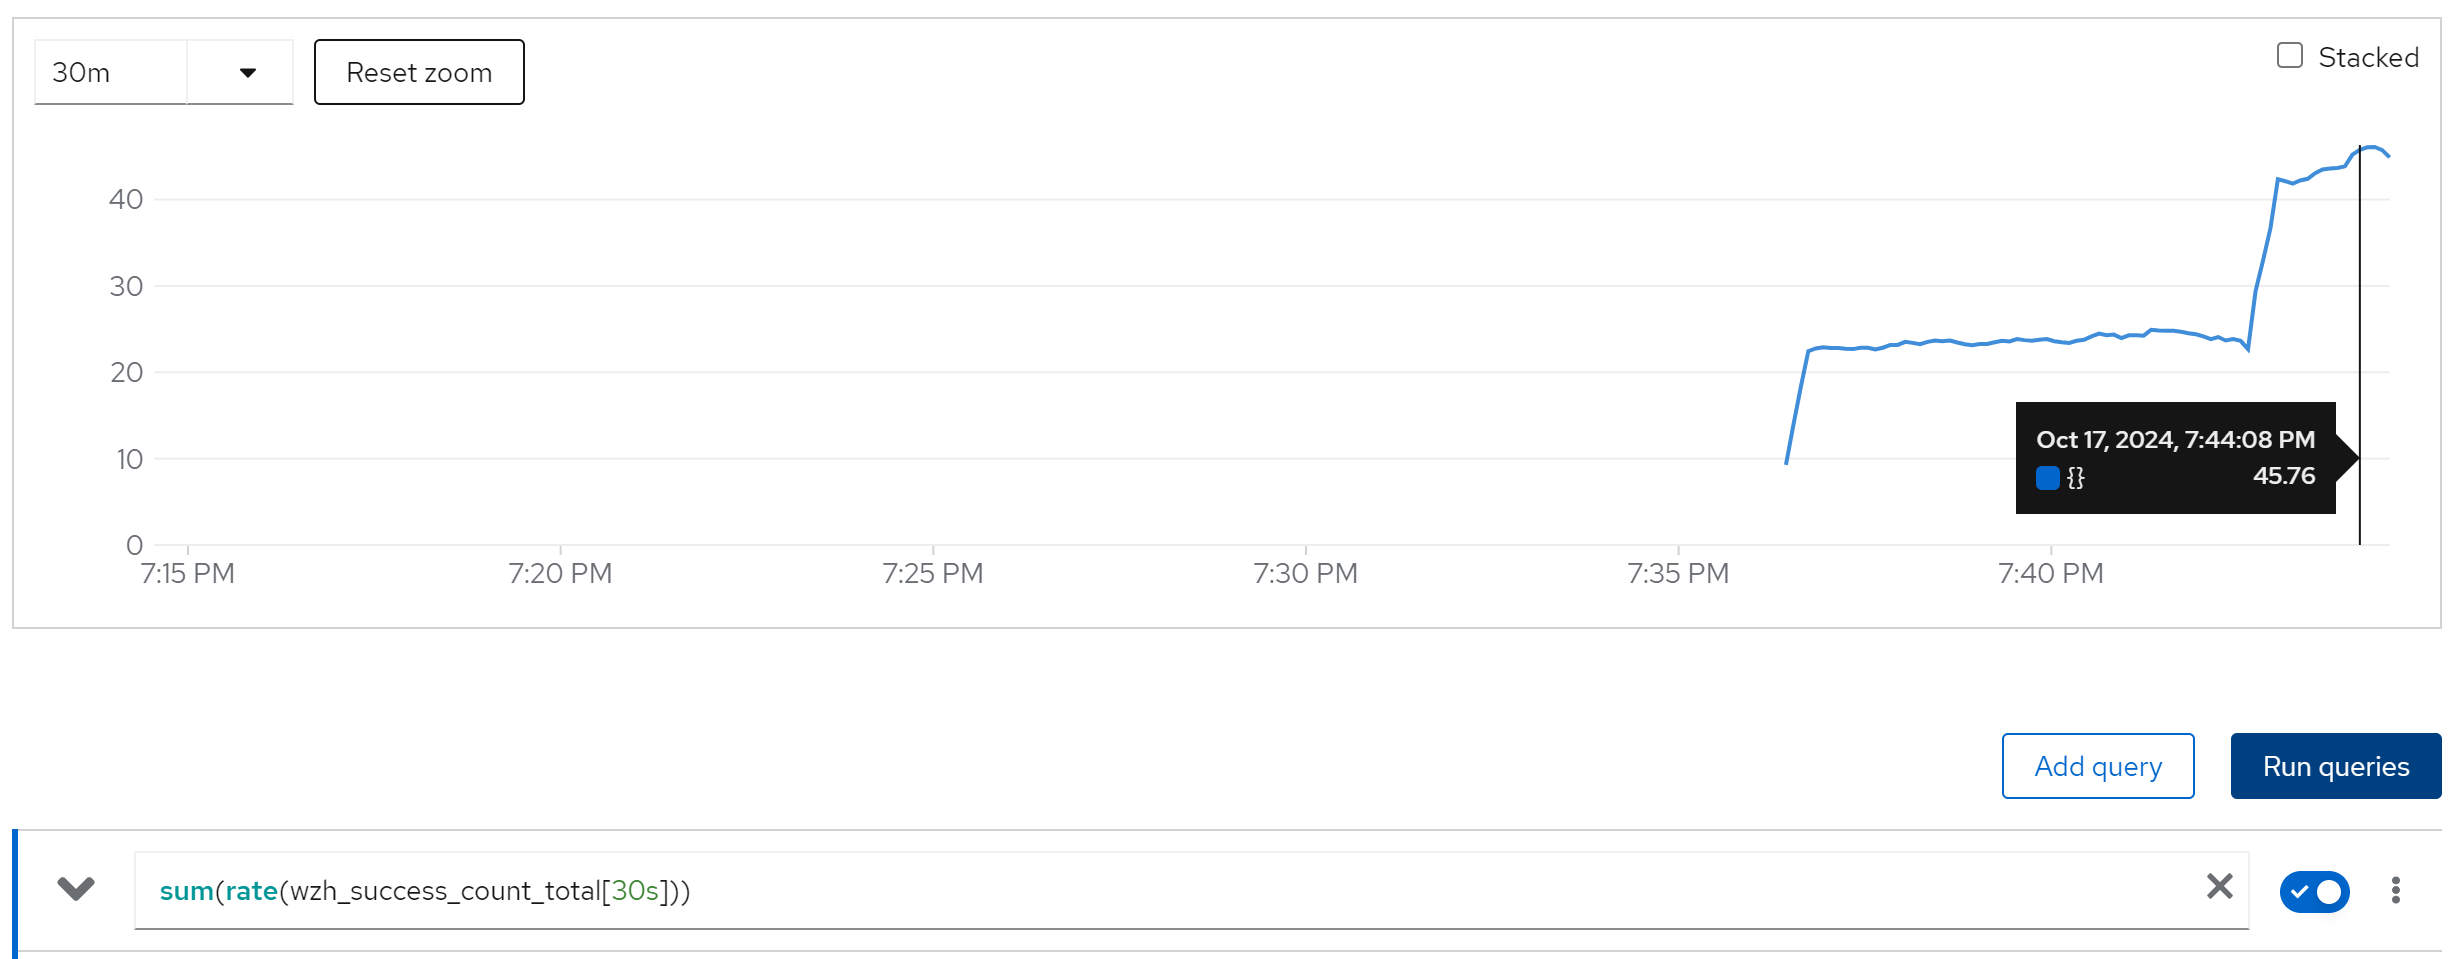 30m
Reset zoom
Stacked
40
30
20
10
0
7:15 PM
7:20 PM
7:25 PM
7:30 PM
7:35 PM
7:40 PM
Oct 17, 2024, 7:44:08 PM
{} 45.76
Add query
Run queries
sum(rate(wzh_success_count_total[30s]))